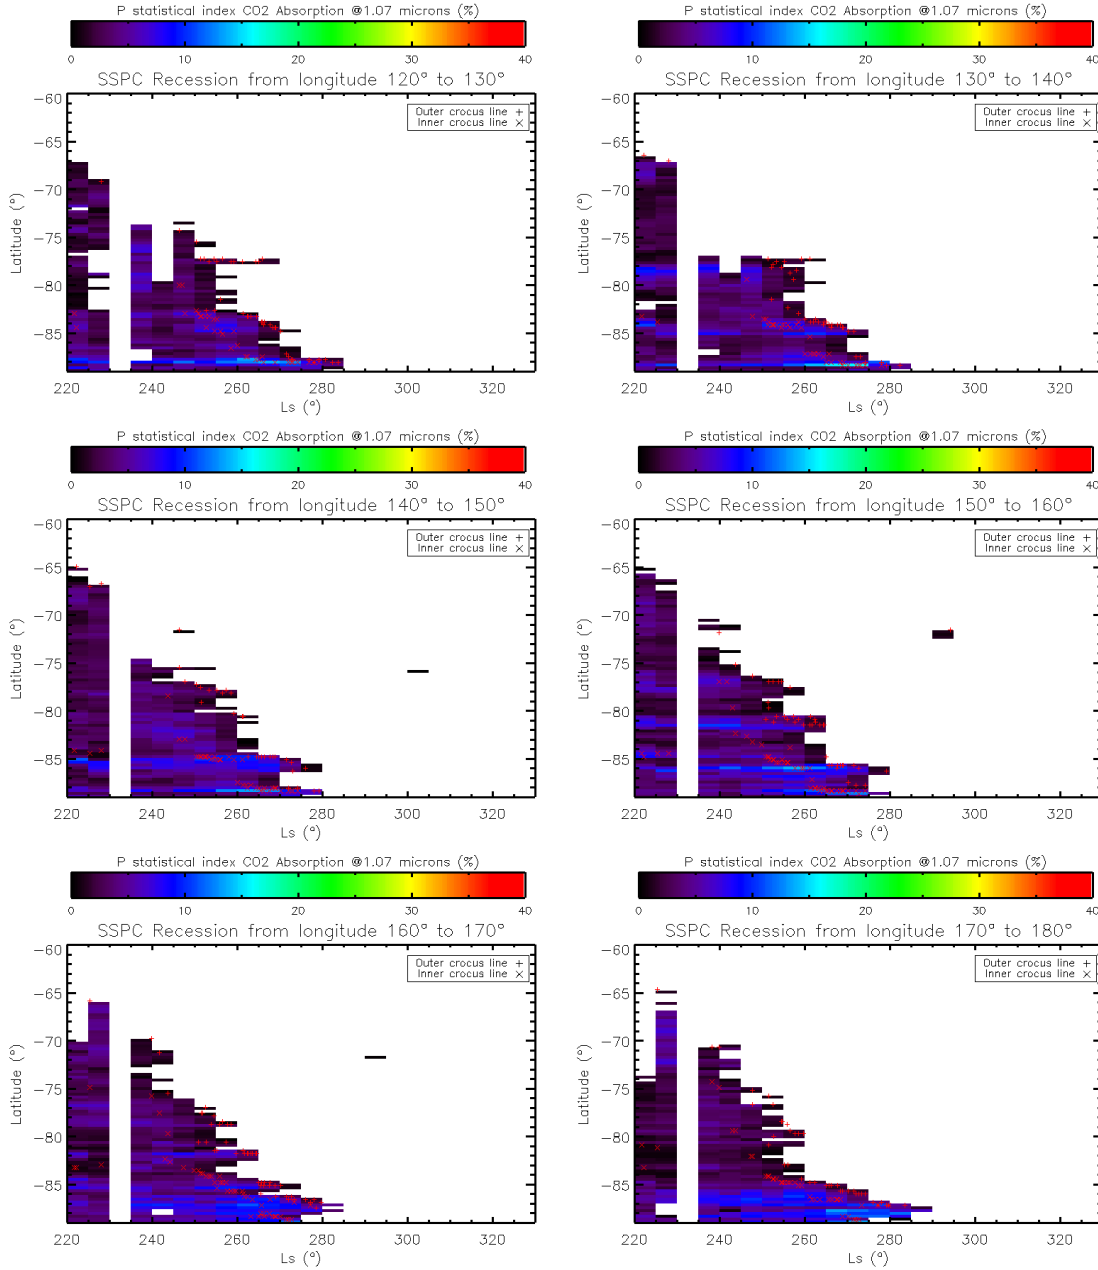 P statistical index CO2 Absorption @1.07 microns (%)
0 10 20 30 40
SSPC Recession from longitude 120° to 130°
Outer crocus line +
Inner crocus line ×
Latitude (°)
-60
-65
-70
-75
-80
-85
220 240 260 280 300 320
Ls (°)
P statistical index CO2 Absorption @1.07 microns (%)
0 10 20 30 40
SSPC Recession from longitude 130° to 140°
Outer crocus line +
Inner crocus line ×
Latitude (°)
-60
-65
-70
-75
-80
-85
220 240 260 280 300 320
Ls (°)
P statistical index CO2 Absorption @1.07 microns (%)
0 10 20 30 40
SSPC Recession from longitude 140° to 150°
Outer crocus line +
Inner crocus line ×
Latitude (°)
-60
-65
-70
-75
-80
-85
220 240 260 280 300 320
Ls (°)
P statistical index CO2 Absorption @1.07 microns (%)
0 10 20 30 40
SSPC Recession from longitude 150° to 160°
Outer crocus line +
Inner crocus line ×
Latitude (°)
-60
-65
-70
-75
-80
-85
220 240 260 280 300 320
Ls (°)
P statistical index CO2 Absorption @1.07 microns (%)
0 10 20 30 40
SSPC Recession from longitude 160° to 170°
Outer crocus line +
Inner crocus line ×
Latitude (°)
-60
-65
-70
-75
-80
-85
220 240 260 280 300 320
Ls (°)
P statistical index CO2 Absorption @1.07 microns (%)
0 10 20 30 40
SSPC Recession from longitude 170° to 180°
Outer crocus line +
Inner crocus line ×
Latitude (°)
-60
-65
-70
-75
-80
-85
220 240 260 280 300 320
Ls (°)